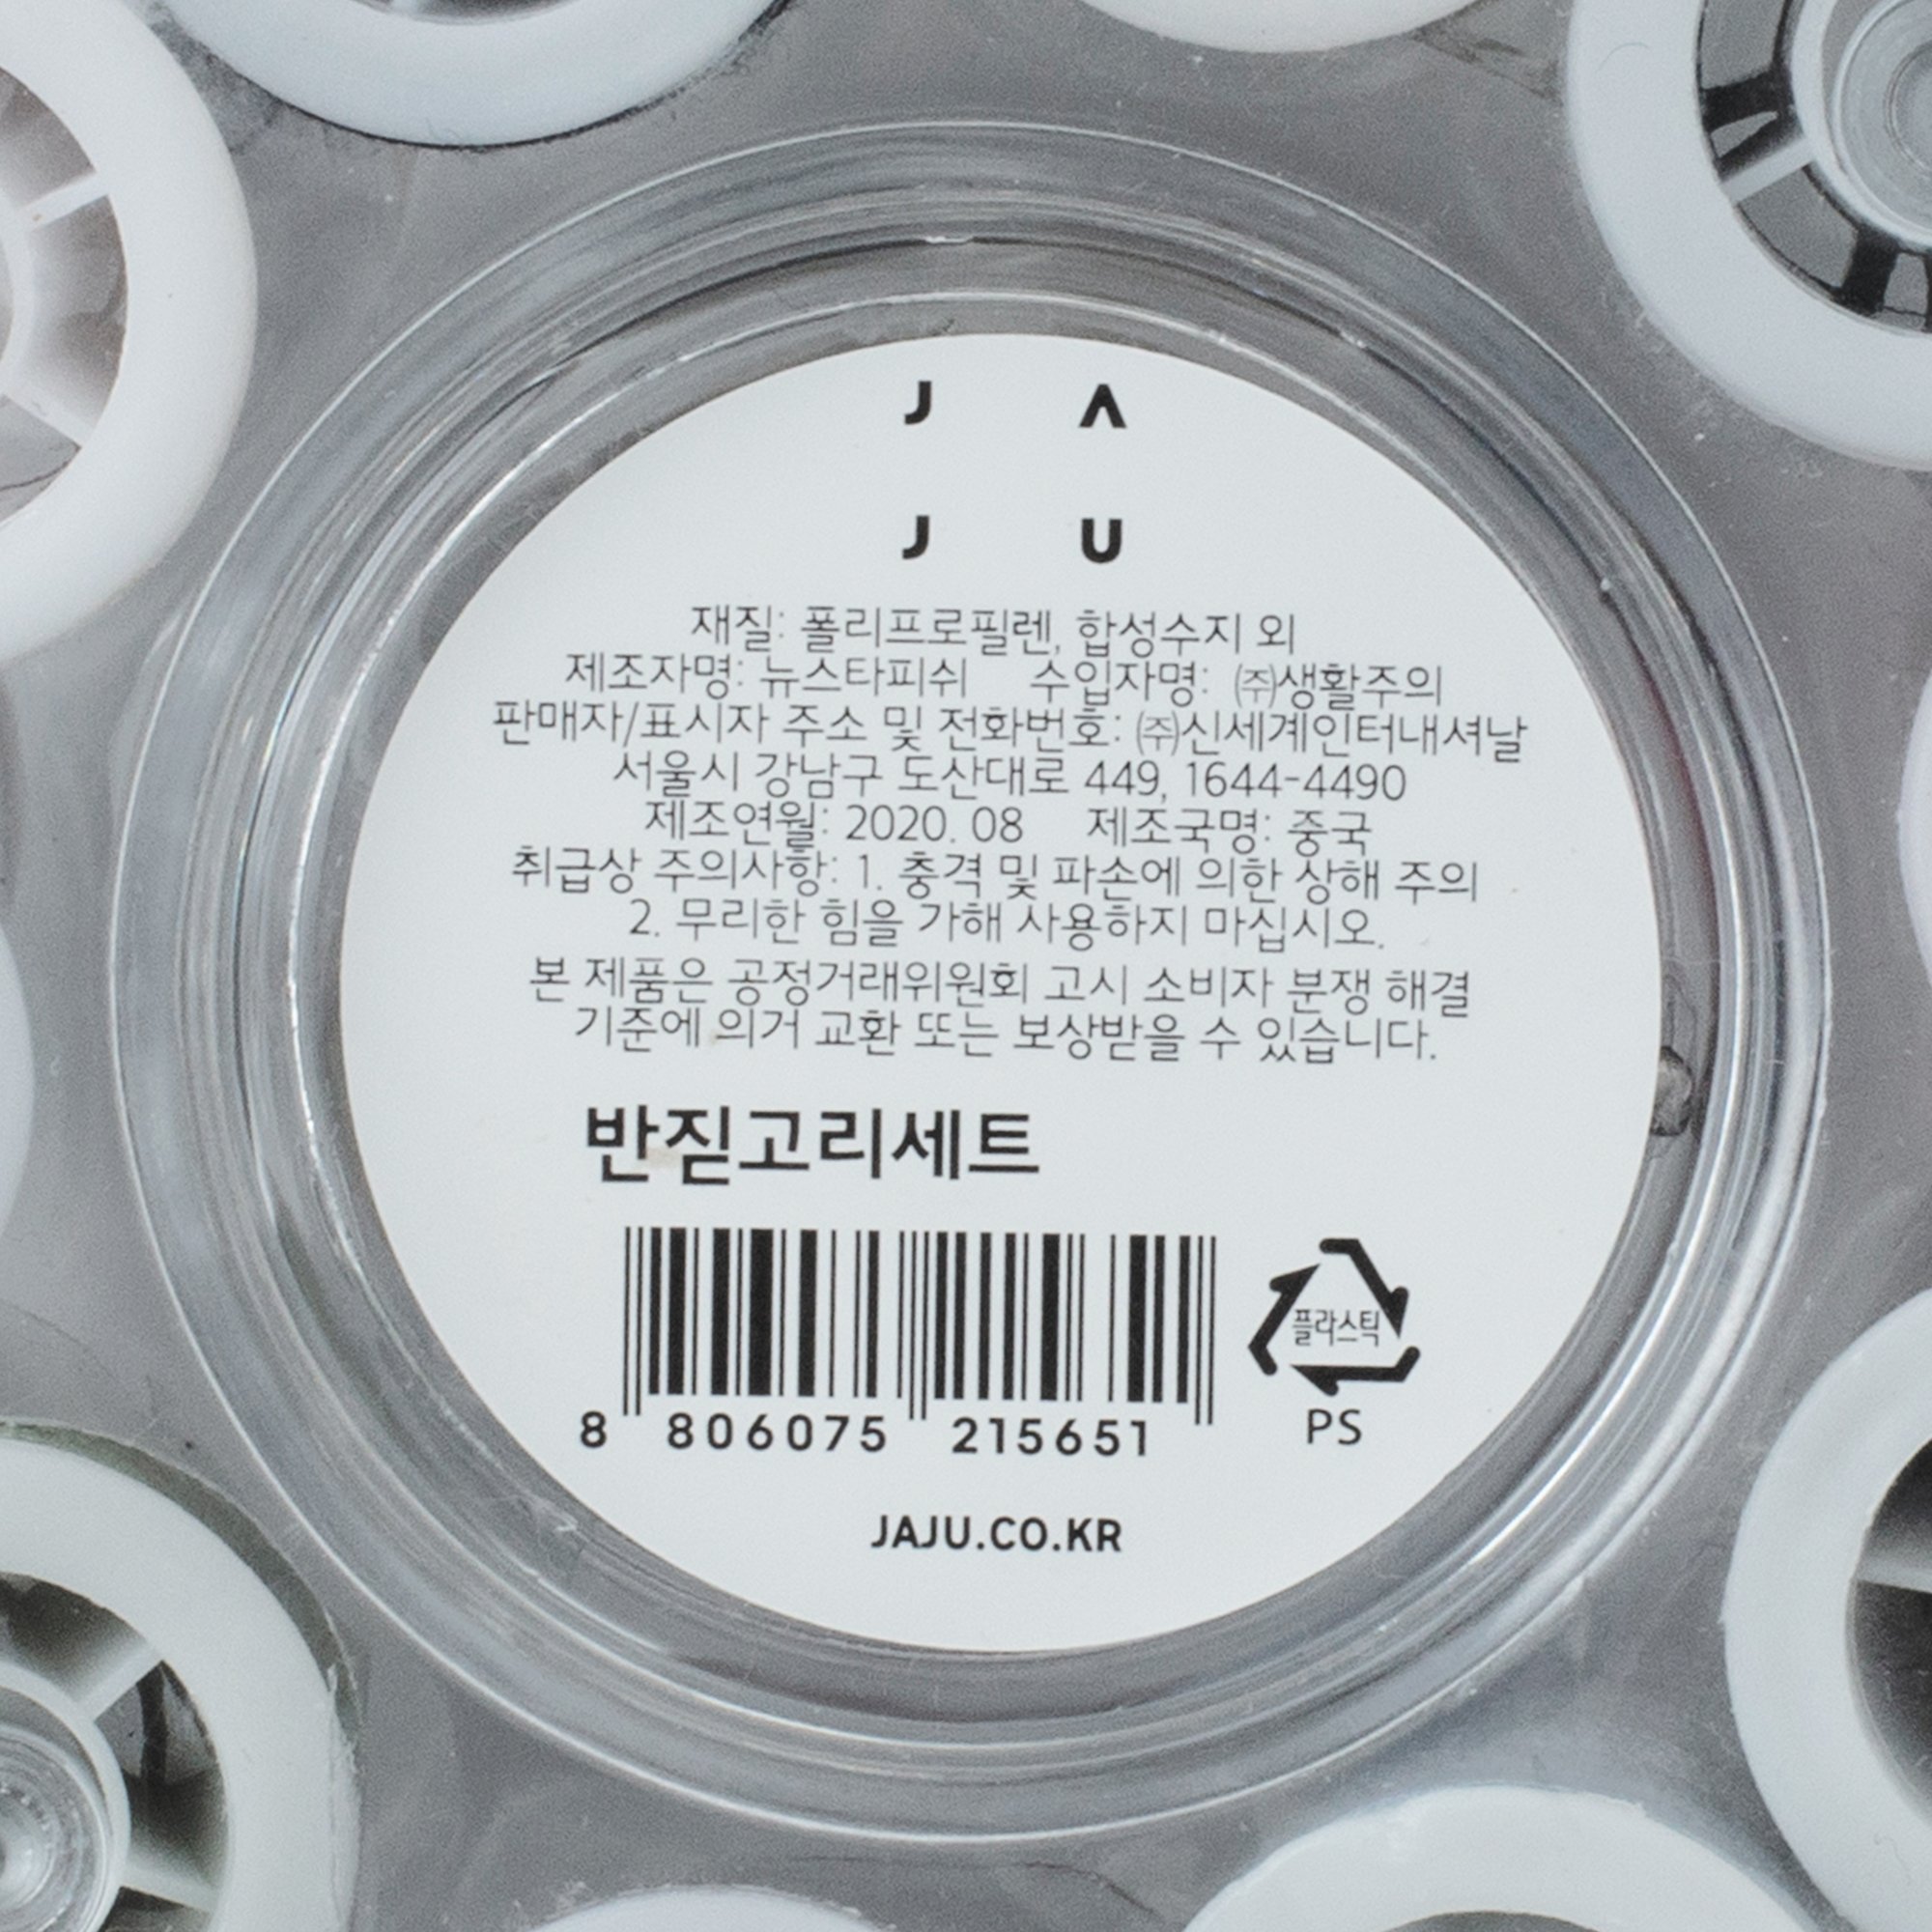 J A
J U
재질: 폴리프로필렌, 합성수지 외
제조자명: 뉴스타피쉬 수입자명: ㈜생활주의
판매자/표시자 주소 및 전화번호: ㈜신세계인터내셔날
서울시 강남구 도산대로 449, 1644-4490
제조연월: 2020. 08 제조국명: 중국
취급상 주의사항: 1. 충격 및 파손에 의한 상해 주의
2. 무리한 힘을 가해 사용하지 마십시오.
본 제품은 공정거래위원회 고시 소비자 분쟁 해결
기준에 의거 교환 또는 보상받을 수 있습니다.
반짇고리세트
플라스틱
PS
8 806075 215651
JAJU.CO.KR